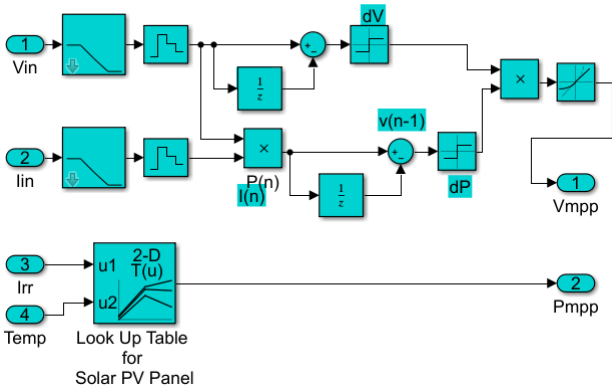 dV
1
Vin
+
−
1
z
×
1
Vmpp
v(n-1)
2
Iin
×
P(n)
I(n)
+
−
1
z
dP
3
Irr
4
Temp
u1
u2
2-D
T(u)
2
Pmpp
Look Up Table
for
Solar PV Panel